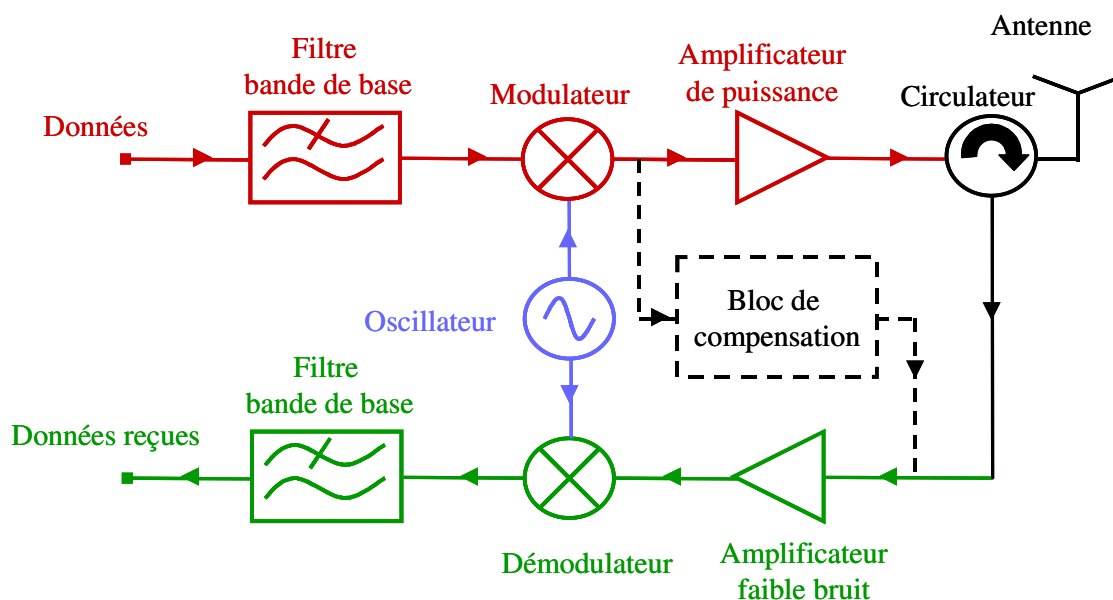 Antenne
Filtre
bande de base
Amplificateur
de puissance
Modulateur
Circulateur
Données
Oscillateur
Bloc de
compensation
Filtre
bande de base
Données reçues
Démodulateur
Amplificateur
faible bruit